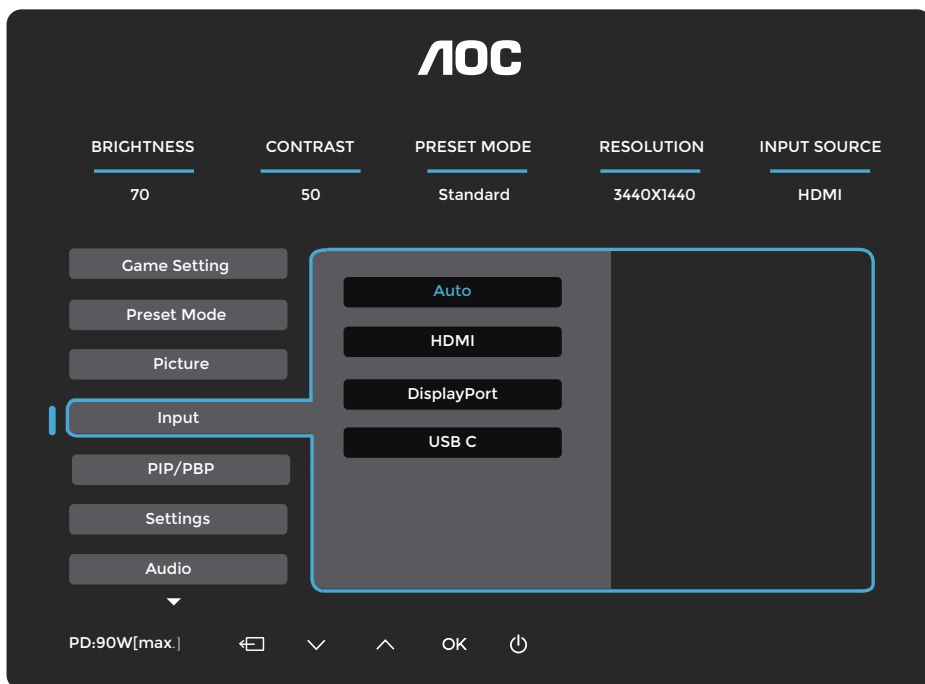 AOC
BRIGHTNESS CONTRAST PRESET MODE RESOLUTION INPUT SOURCE
70 50 Standard 3440X1440 HDMI
Game Setting
Preset Mode
Picture
Input
PIP/PBP
Settings
Audio
Auto
HDMI
DisplayPort
USB C
PD:90W[max.] OK